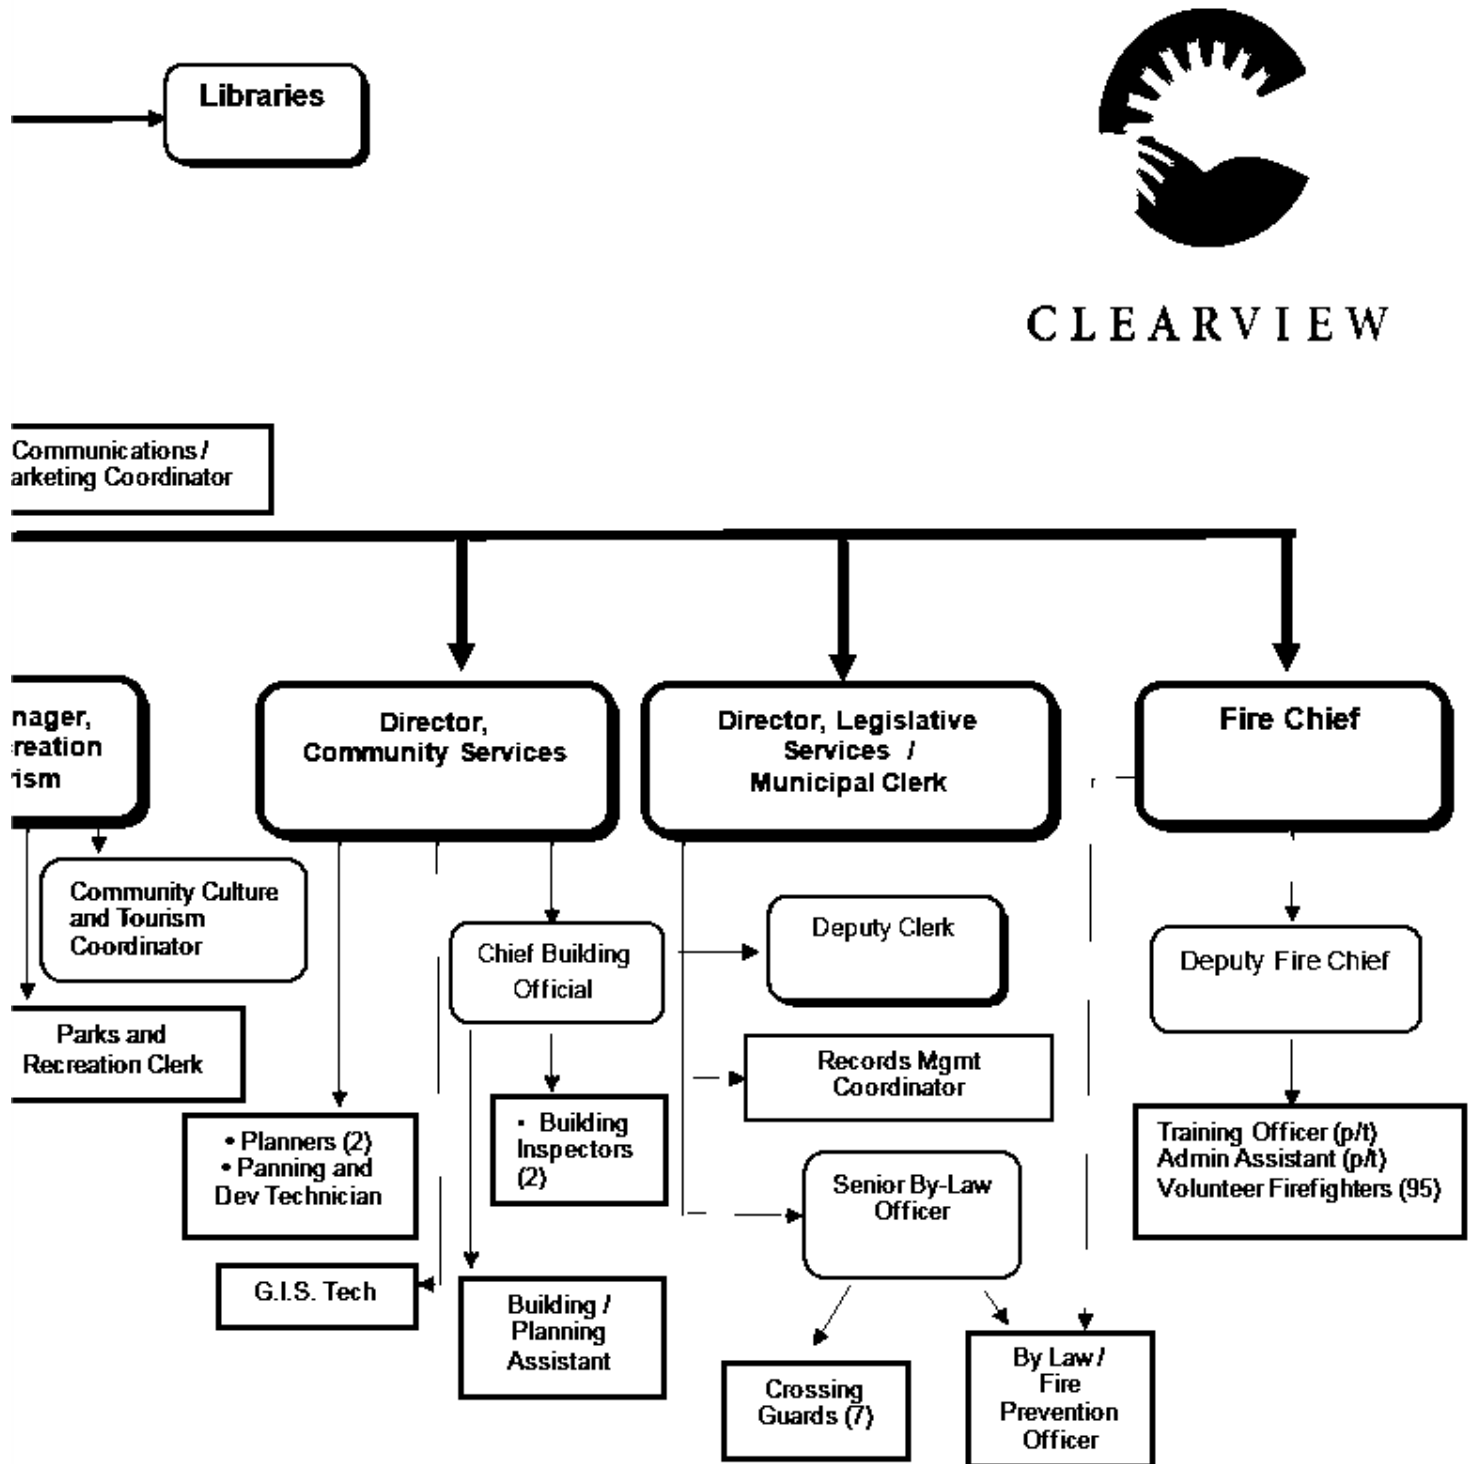 Libraries
CLEARVIEW
Communications /
arketing Coordinator
nager,
reation
rism
Director,
Community Services
Director, Legislative
Services /
Municipal Clerk
Fire Chief
Community Culture
and Tourism
Coordinator
Chief Building
Official
Deputy Clerk
Deputy Fire Chief
Parks and
Recreation Clerk
Records Mgmt
Coordinator
• Planners (2)
• Panning and
Dev Technician
• Building
Inspectors
(2)
Senior By-Law
Officer
Training Officer (p/t)
Admin Assistant (p/t)
Volunteer Firefighters (95)
G.I.S. Tech
Building /
Planning
Assistant
Crossing
Guards (7)
By Law /
Fire
Prevention
Officer